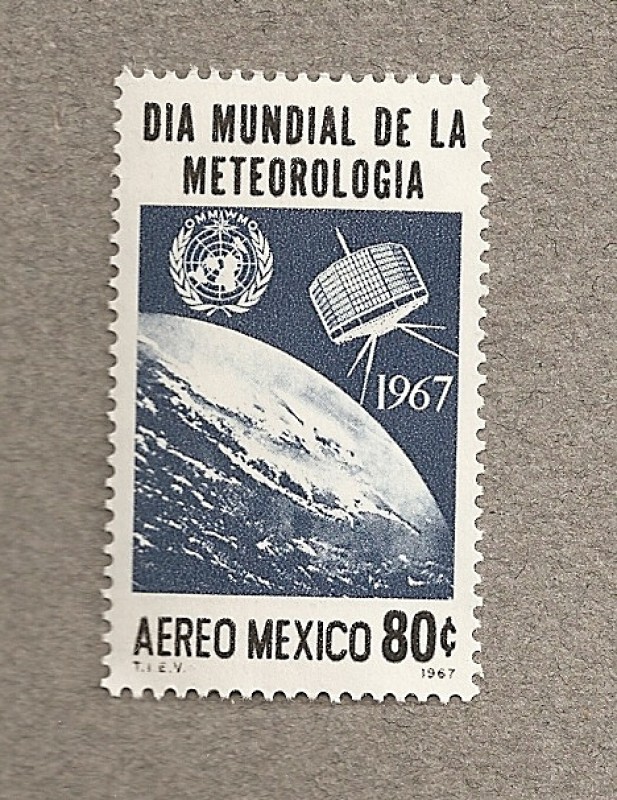 DIA MUNDIAL DE LA
METEOROLOGIA
OMM WMO
1967
AEREO MEXICO 80¢
T.I.E.V.
1967